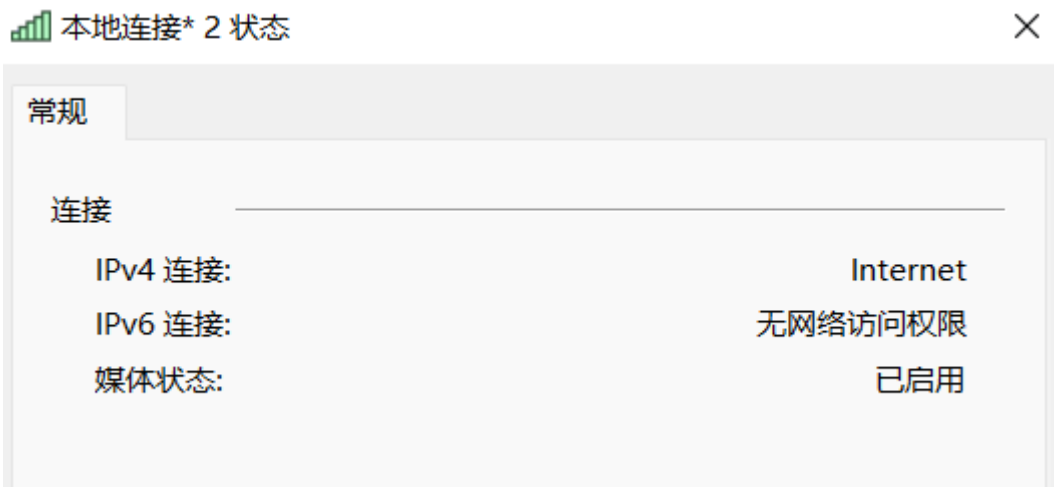 本地连接* 2 状态
常规
连接
IPv4 连接: Internet
IPv6 连接: 无网络访问权限
媒体状态: 已启用